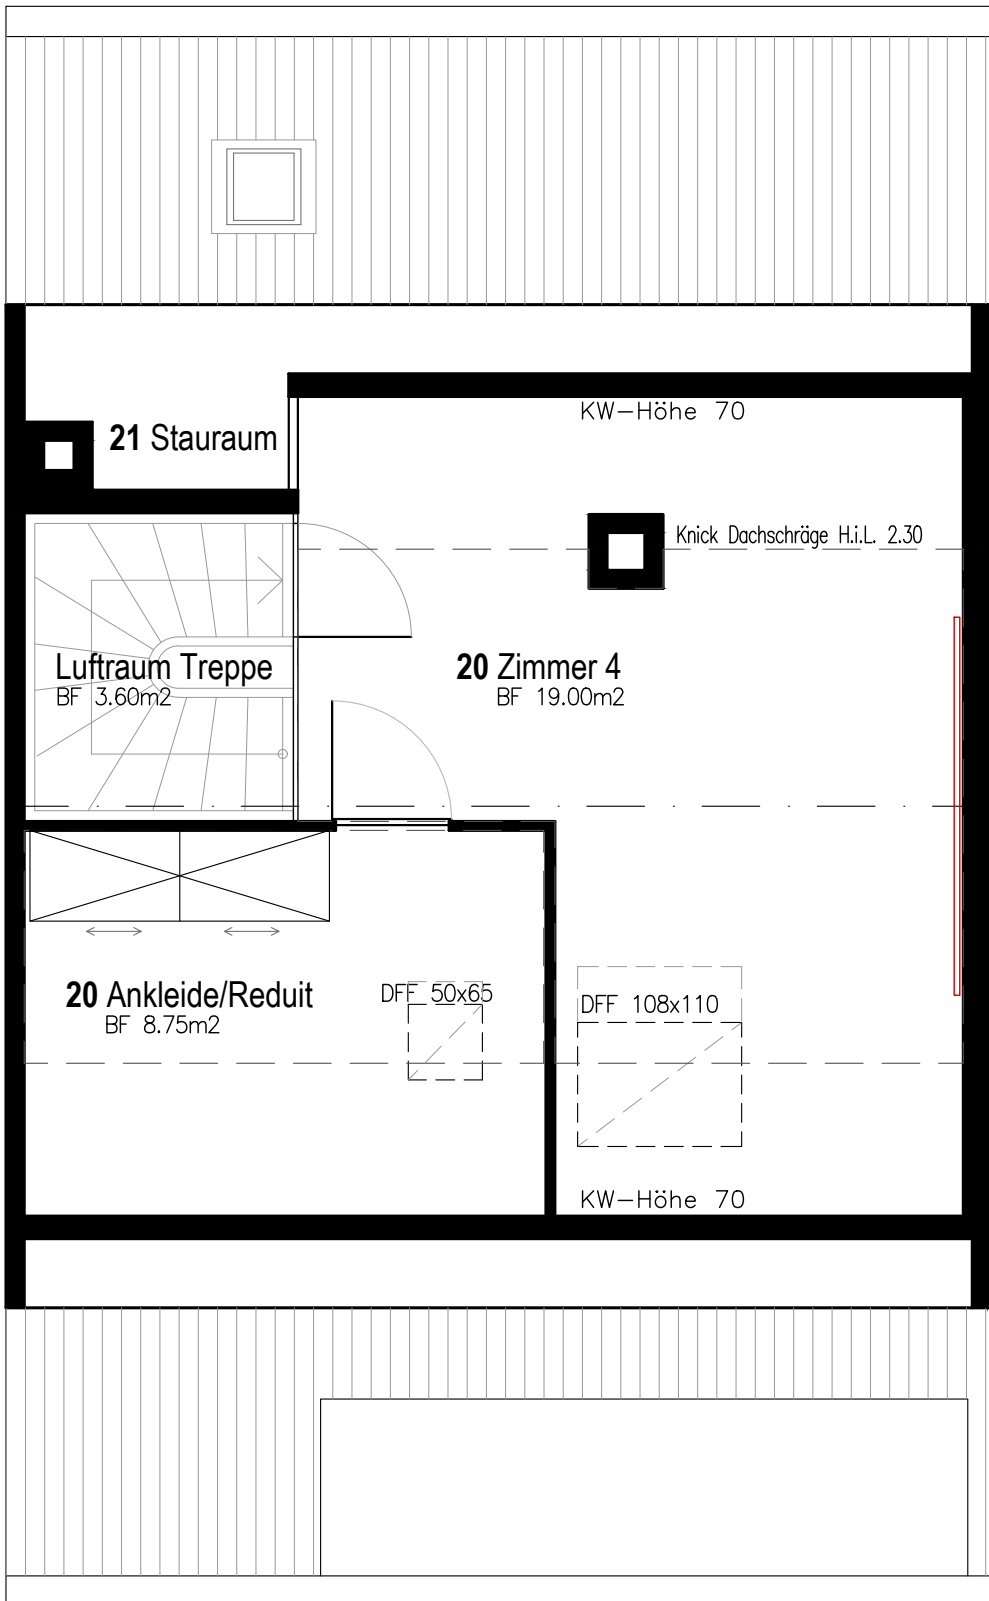 KW-Höhe 70
21 Stauraum
Knick Dachschräge H.i.L. 2.30
Luftraum Treppe
BF 3.60m2
20 Zimmer 4
BF 19.00m2
20 Ankleide/Reduit
BF 8.75m2
DFF 50x65
DFF 108x110
KW-Höhe 70